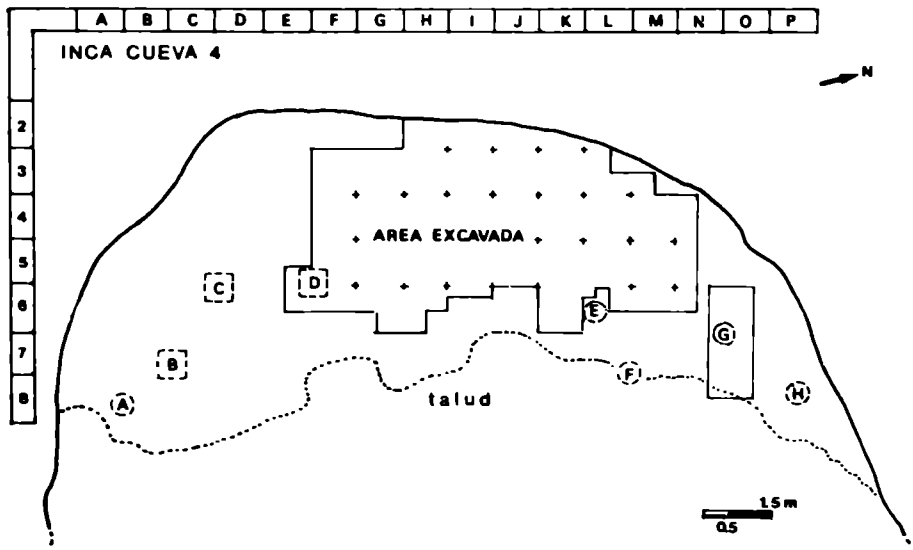 A B C D E F G H I J K L M N O P
INCA CUEVA 4
N
2
3
4
5
6
7
8
AREA EXCAVADA
C
D
E
G
B
F
A
H
talud
1.5 m
0.5